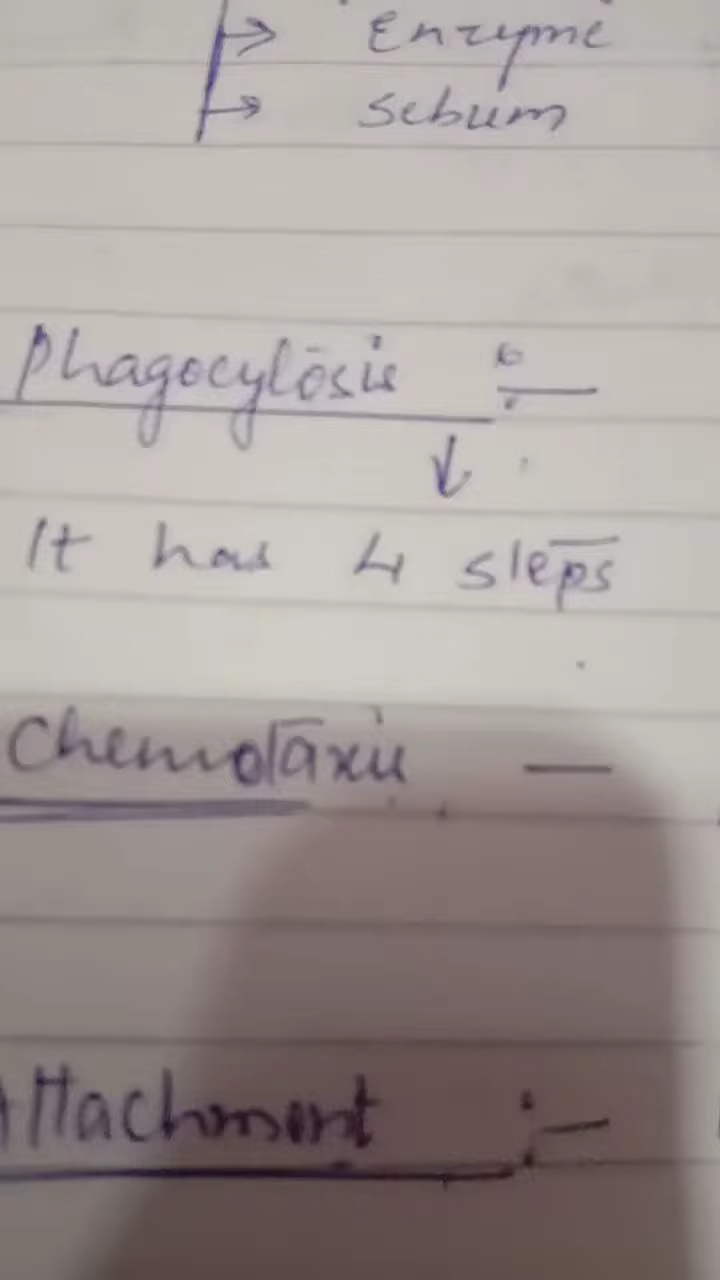 → Enzyme
→ Sebum
Phagocytosis :-
↓
It has 4 steps
Chemotaxis —
Attachment :-